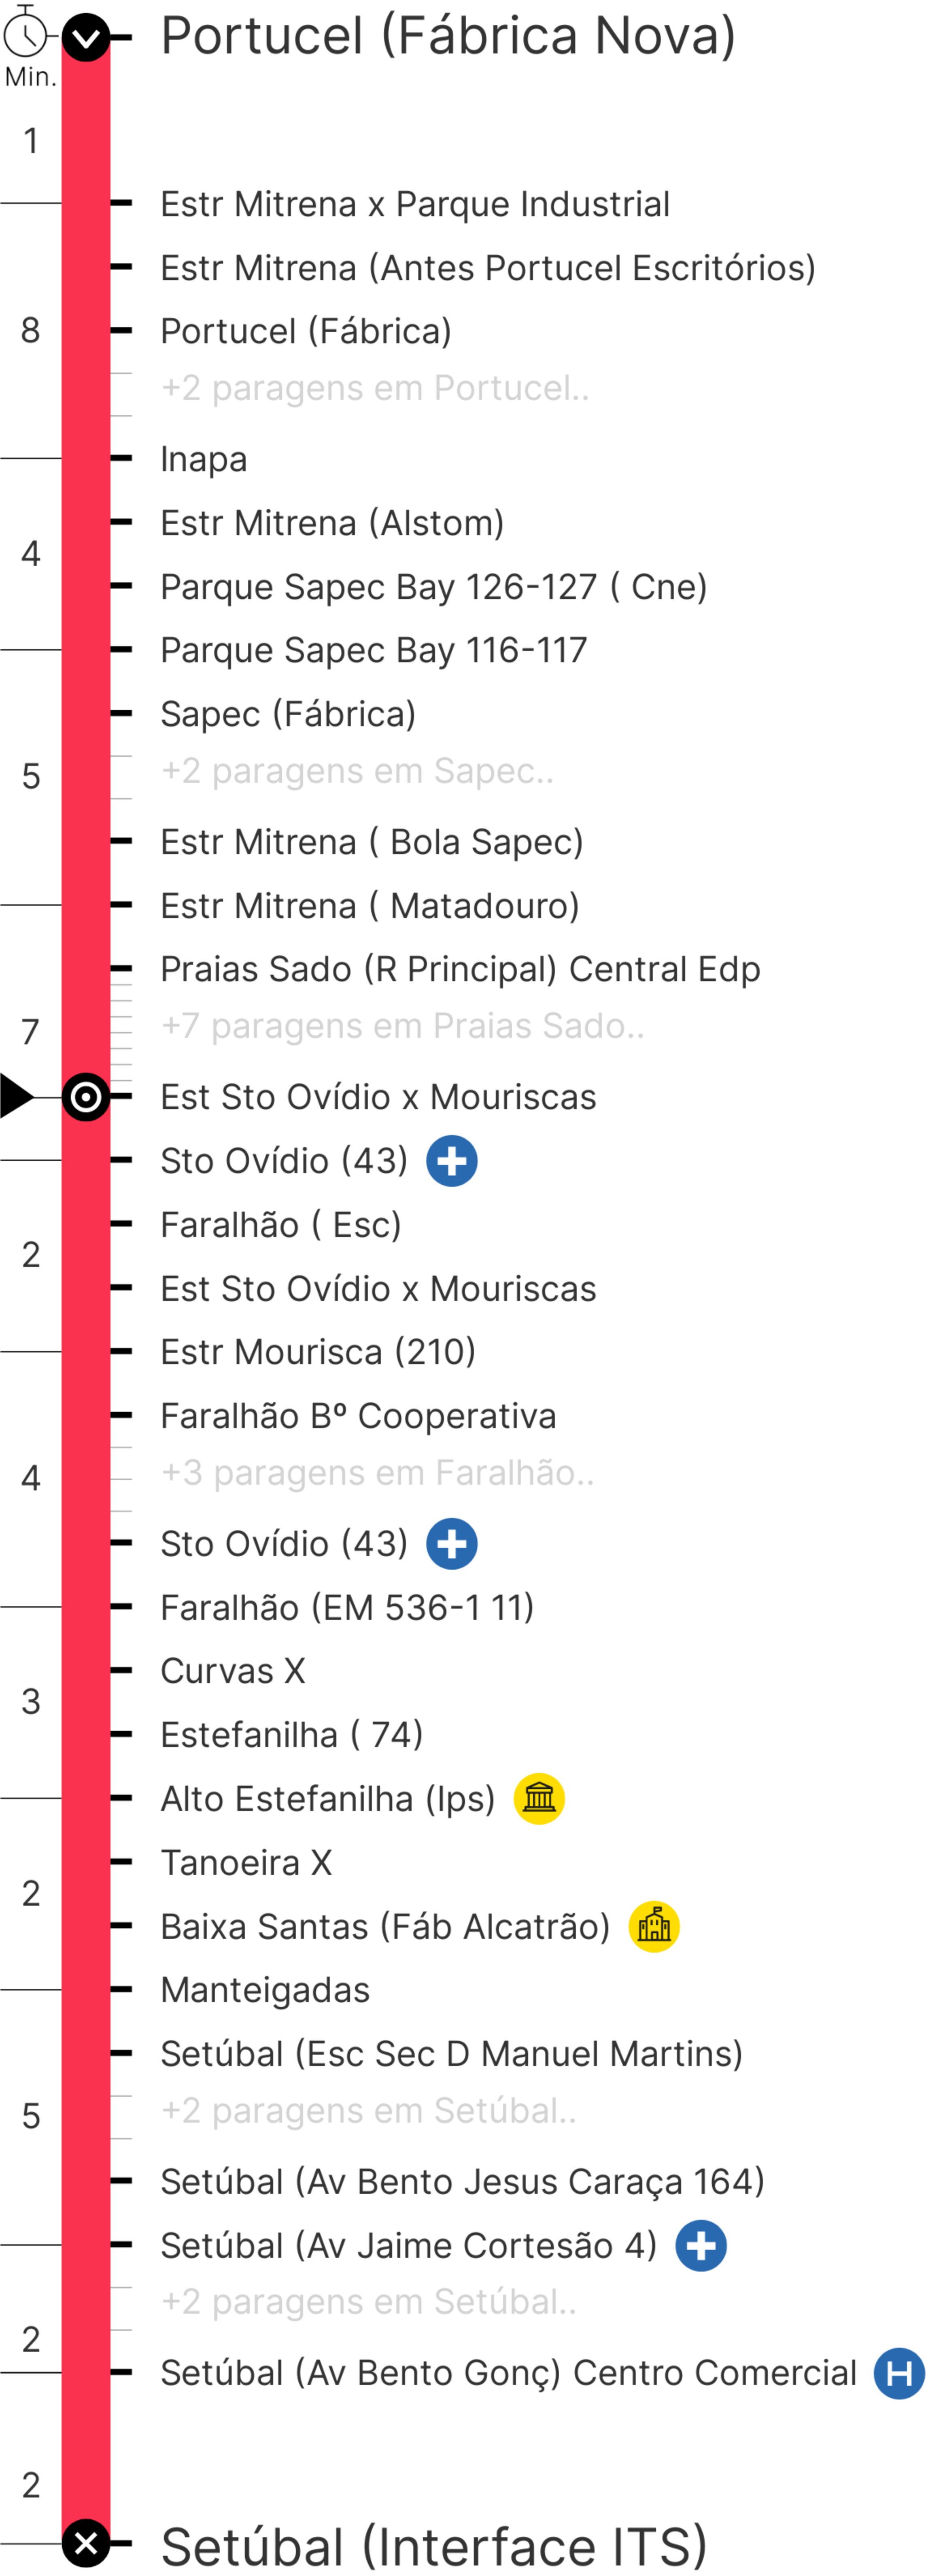 Portucel (Fábrica Nova)
Min.
1
Estr Mitrena x Parque Industrial
Estr Mitrena (Antes Portucel Escritórios)
8
Portucel (Fábrica)
+2 paragens em Portucel..
Inapa
Estr Mitrena (Alstom)
4
Parque Sapec Bay 126-127 ( Cne)
Parque Sapec Bay 116-117
Sapec (Fábrica)
5
+2 paragens em Sapec..
Estr Mitrena ( Bola Sapec)
Estr Mitrena ( Matadouro)
Praias Sado (R Principal) Central Edp
7
+7 paragens em Praias Sado..
Est Sto Ovídio x Mouriscas
Sto Ovídio (43)
Faralhão ( Esc)
2
Est Sto Ovídio x Mouriscas
Estr Mourisca (210)
Faralhão Bº Cooperativa
4
+3 paragens em Faralhão..
Sto Ovídio (43)
Faralhão (EM 536-1 11)
Curvas X
3
Estefanilha ( 74)
Alto Estefanilha (Ips)
Tanoeira X
2
Baixa Santas (Fáb Alcatrão)
Manteigadas
Setúbal (Esc Sec D Manuel Martins)
5
+2 paragens em Setúbal..
Setúbal (Av Bento Jesus Caraça 164)
Setúbal (Av Jaime Cortesão 4)
+2 paragens em Setúbal..
2
Setúbal (Av Bento Gonç) Centro Comercial H
2
Setúbal (Interface ITS)